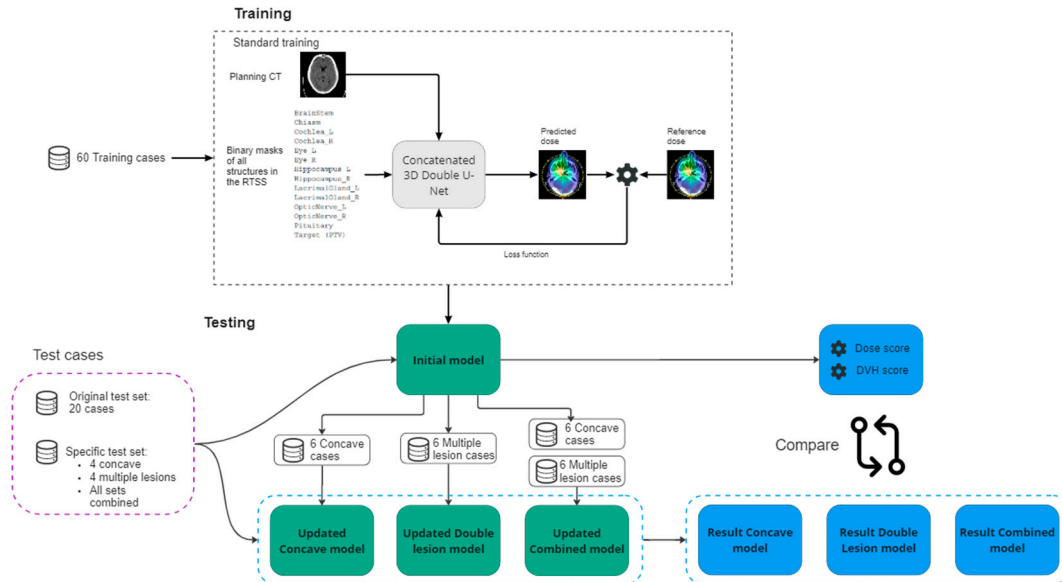 Training
Standard training
Planning CT
60 Training cases
Binary masks
of all
structures in
the RTSS
BrainStem
Chiasm
Cochlea_L
Cochlea_R
Eye_L
Eye_R
Hippocampus_L
Hippocampus_R
LacrimalGland_L
LacrimalGland_R
OpticNerve_L
OpticNerve_R
Pituitary
Target (PTV)
Concatenated
3D Double U-
Net
Predicted
dose
Reference
dose
Loss function
Testing
Test cases
Original test set:
20 cases
Specific test set:
• 4 concave
• 4 multiple lesions
• All sets
combined
Initial model
Dose score
DVH score
6 Concave
cases
6 Multiple
lesion cases
6 Concave
cases
6 Multiple
lesion cases
Compare
Updated
Concave model
Updated Double
lesion model
Updated
Combined model
Result Concave
model
Result Double
Lesion model
Result Combined
model